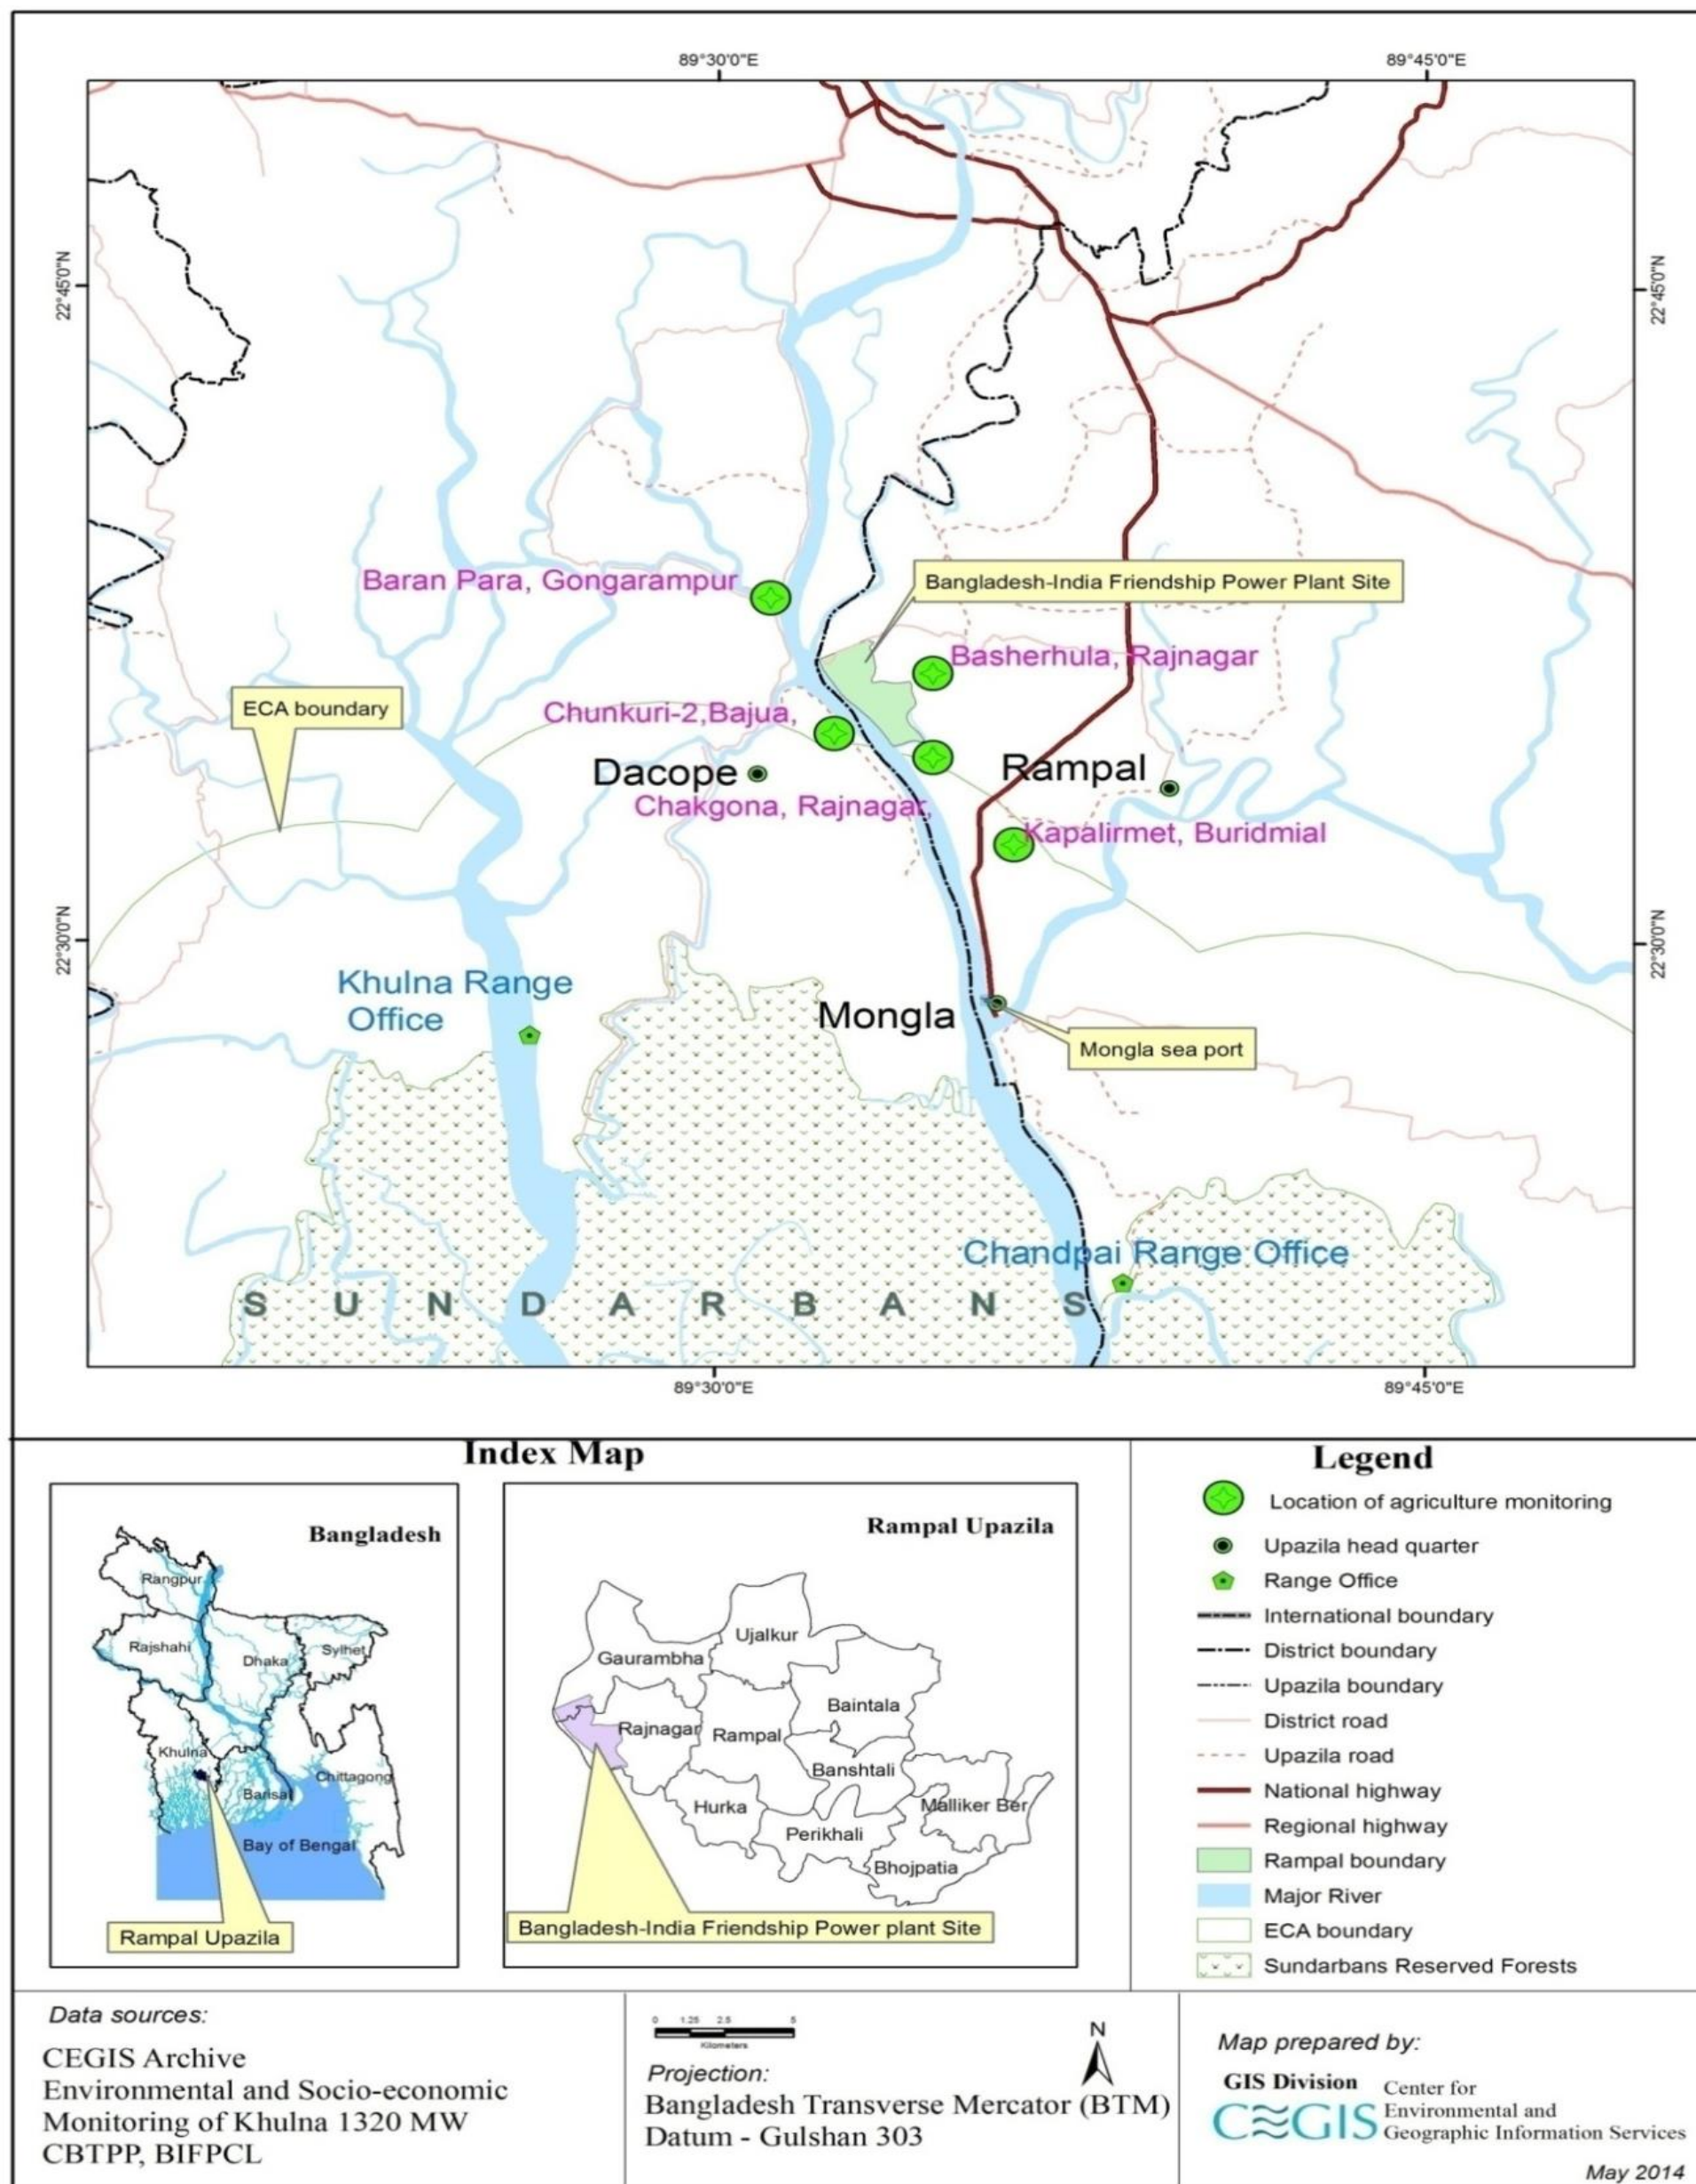 89°30'0"E
89°45'0"E
22°45'0"N
22°45'0"N
Baran Para, Gongarampur
Bangladesh-India Friendship Power Plant Site
Basherhula, Rajnagar
ECA boundary
Chunkuri-2,Bajua,
Dacope
Rampal
Chakgona, Rajnagar,
Kapalirmet, Buridmial
22°30'0"N
22°30'0"N
Khulna Range
Office
Mongla
Mongla sea port
Chandpai Range Office
S U N D A R B A N S
89°30'0"E
89°45'0"E
Index Map
Bangladesh
Rangpur
Rajshahi
Dhaka
Sylhet
Khulna
Barisal
Chittagong
Bay of Bengal
Rampal Upazila
Rampal Upazila
Ujalkur
Gaurambha
Baintala
Rajnagar
Rampal
Banshtali
Hurka
Malliker Ber
Perikhali
Bhojpatia
Bangladesh-India Friendship Power plant Site
Legend
Location of agriculture monitoring
Upazila head quarter
Range Office
International boundary
District boundary
Upazila boundary
District road
Upazila road
National highway
Regional highway
Rampal boundary
Major River
ECA boundary
Sundarbans Reserved Forests
Data sources:
CEGIS Archive
Environmental and Socio-economic
Monitoring of Khulna 1320 MW
CBTPP, BIFPCL
0 1.25 2.5 5
Kilometers
N
Projection:
Bangladesh Transverse Mercator (BTM)
Datum - Gulshan 303
Map prepared by:
GIS Division
CEGIS
Center for
Environmental and
Geographic Information Services
May 2014